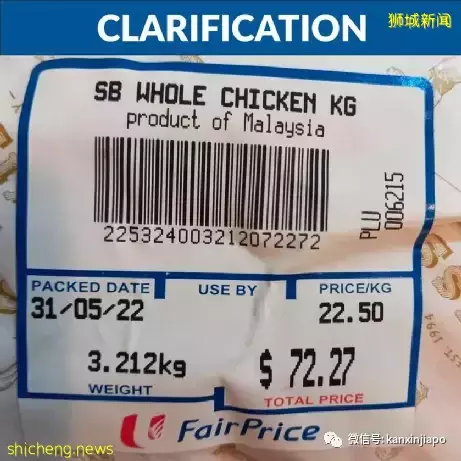 CLARIFICATION
狮城新闻
SB WHOLE CHICKEN KG
product of Malaysia
225324003212072272
PLU 006215
PACKED DATE
USE BY
PRICE/KG
31/05/22
22.50
3.212kg
$ 72.27
WEIGHT
TOTAL PRICE
FairPrice
shicheng.news
微信号: kanxinjiapo